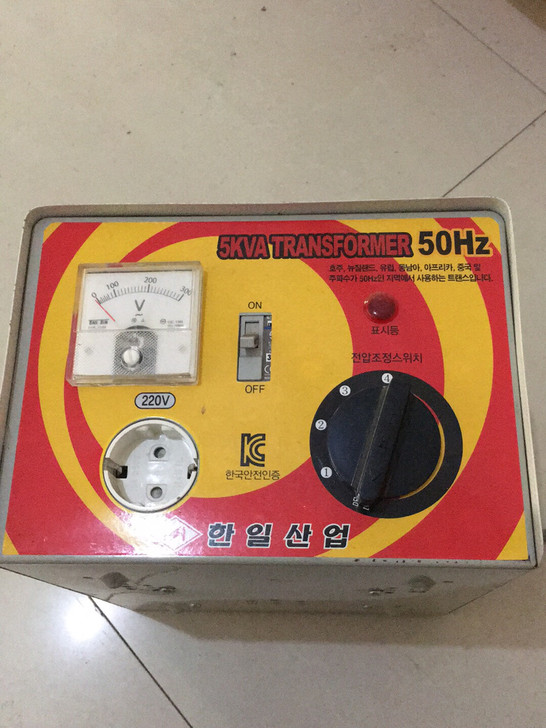 5KVA TRANSFORMER 50Hz
호주, 뉴질랜드, 유럽, 동남아, 아프리카, 중국 및
주파수가 50Hz인 지역에서 사용하는 트랜스입니다.
0 100 200 300
V
ON
OFF
표시등
전압조정스위치
4
3
2
1
220V
한국안전인증
한일산업